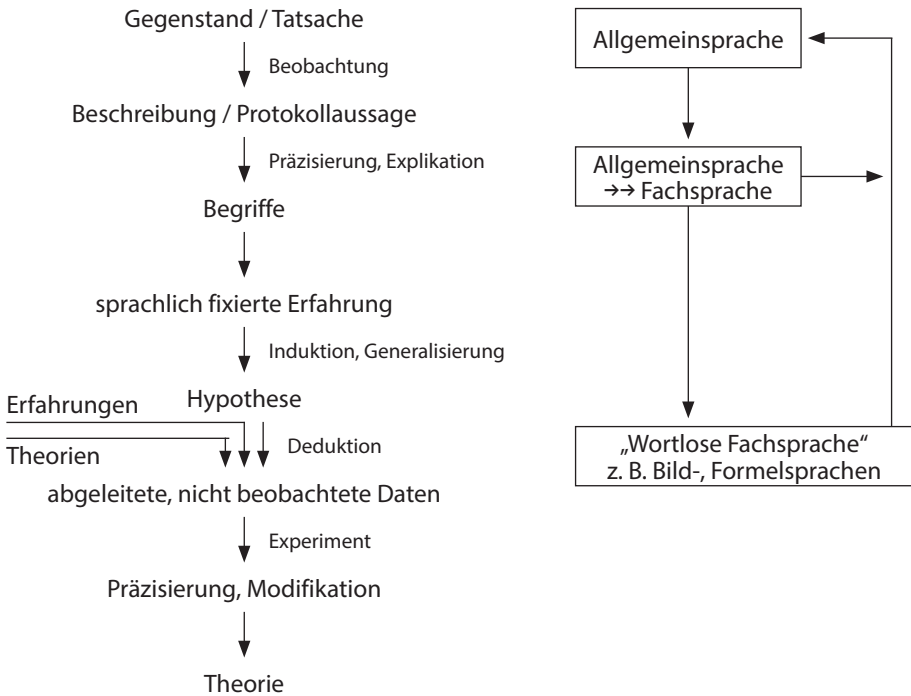 Gegenstand / Tatsache
Beobachtung
Beschreibung / Protokollaussage
Präzisierung, Explikation
Begriffe
sprachlich fixierte Erfahrung
Induktion, Generalisierung
Hypothese
Erfahrungen
Theorien
Deduktion
abgeleitete, nicht beobachtete Daten
Experiment
Präzisierung, Modifikation
Theorie
Allgemeinsprache
Allgemeinsprache
→→ Fachsprache
„Wortlose Fachsprache“
z. B. Bild-, Formelsprachen